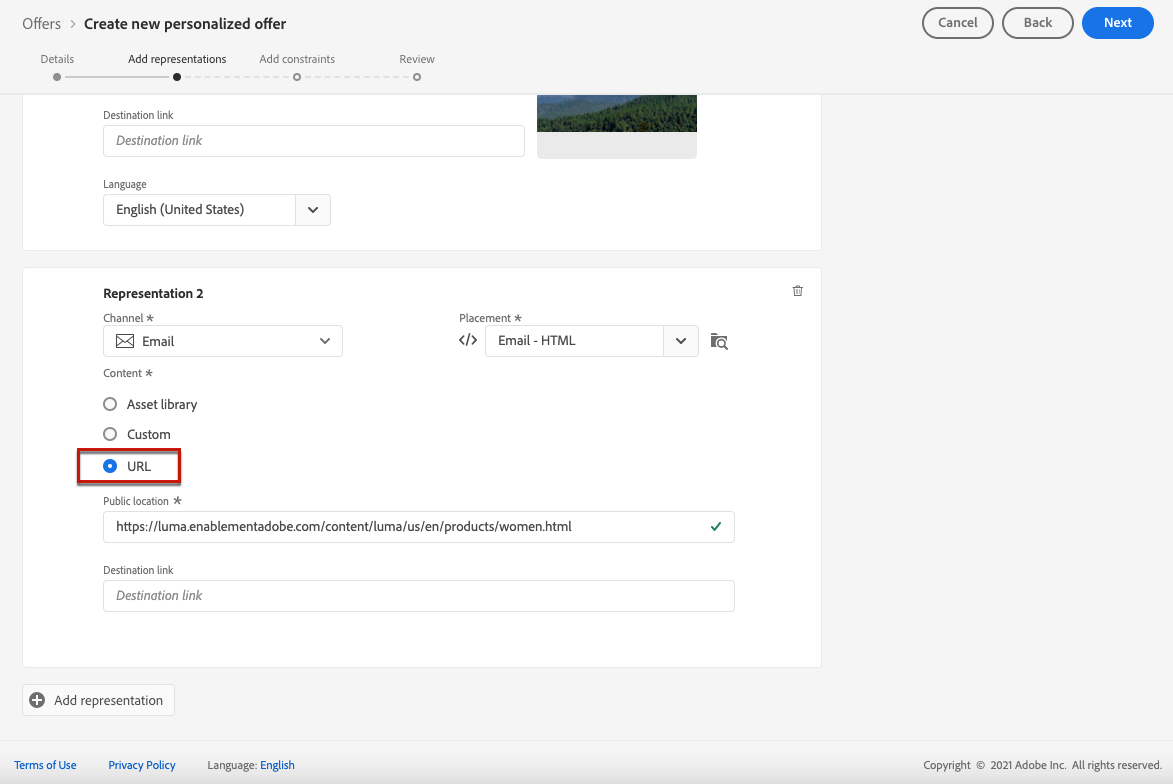 Offers > Create new personalized offer
Cancel
Back
Next
Details
Add representations
Add constraints
Review
Destination link
Destination link
Language
English (United States)
Representation 2
Channel *
Placement *
Email
</> Email - HTML
Content *
Asset library
Custom
URL
Public location *
https://luma.enablementadobe.com/content/luma/us/en/products/women.html
Destination link
Destination link
Add representation
Terms of Use
Privacy Policy
Language: English
Copyright © 2021 Adobe Inc. All rights reserved.